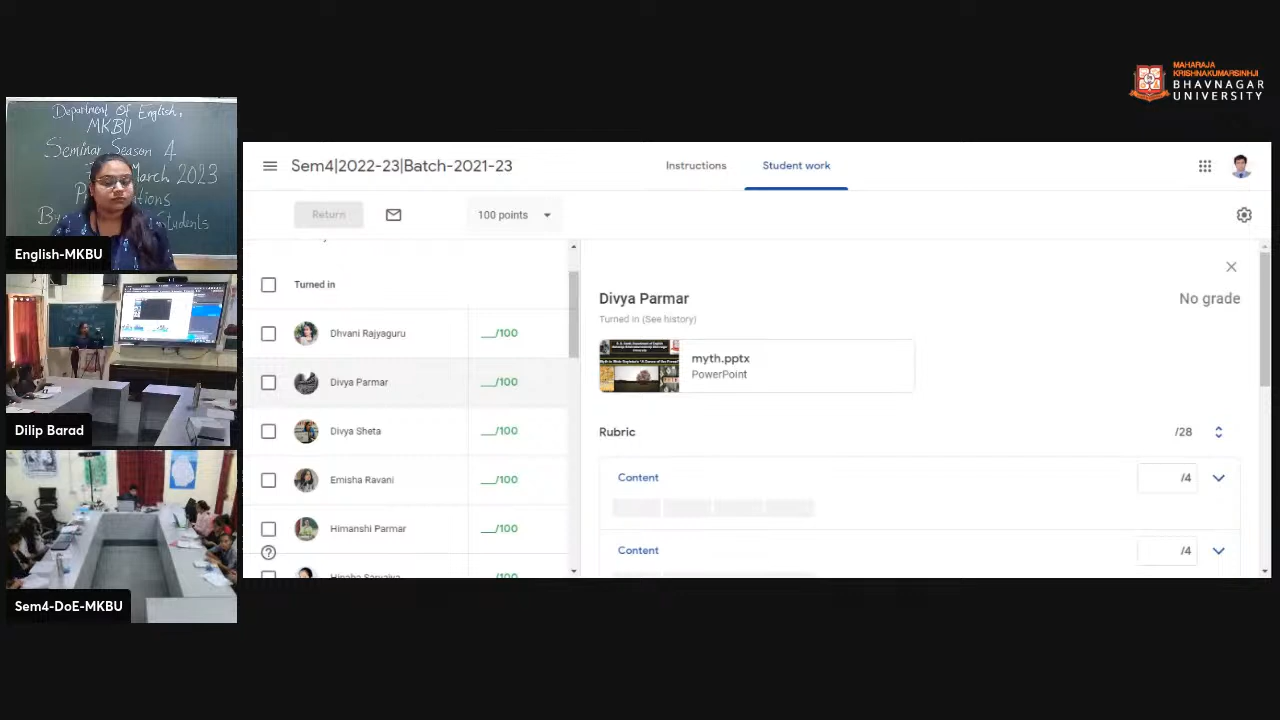 MAHARAJA
KRISHNAKUMARSINHJI
BHAVNAGAR
UNIVERSITY
Department Of English,
MKBU
Seminar Season 4
March 2023
Students
English-MKBU
Dilip Barad
Sem4-DoE-MKBU
Sem4|2022-23|Batch-2021-23
Instructions
Student work
Return
100 points
Turned in
Dhvani Rajyaguru
__/100
Divya Parmar
__/100
Divya Sheta
__/100
Emisha Ravani
__/100
Himanshi Parmar
__/100
Divya Parmar
No grade
Turned in (See history)
myth.pptx
PowerPoint
Rubric
/28
Content
/4
Content
/4